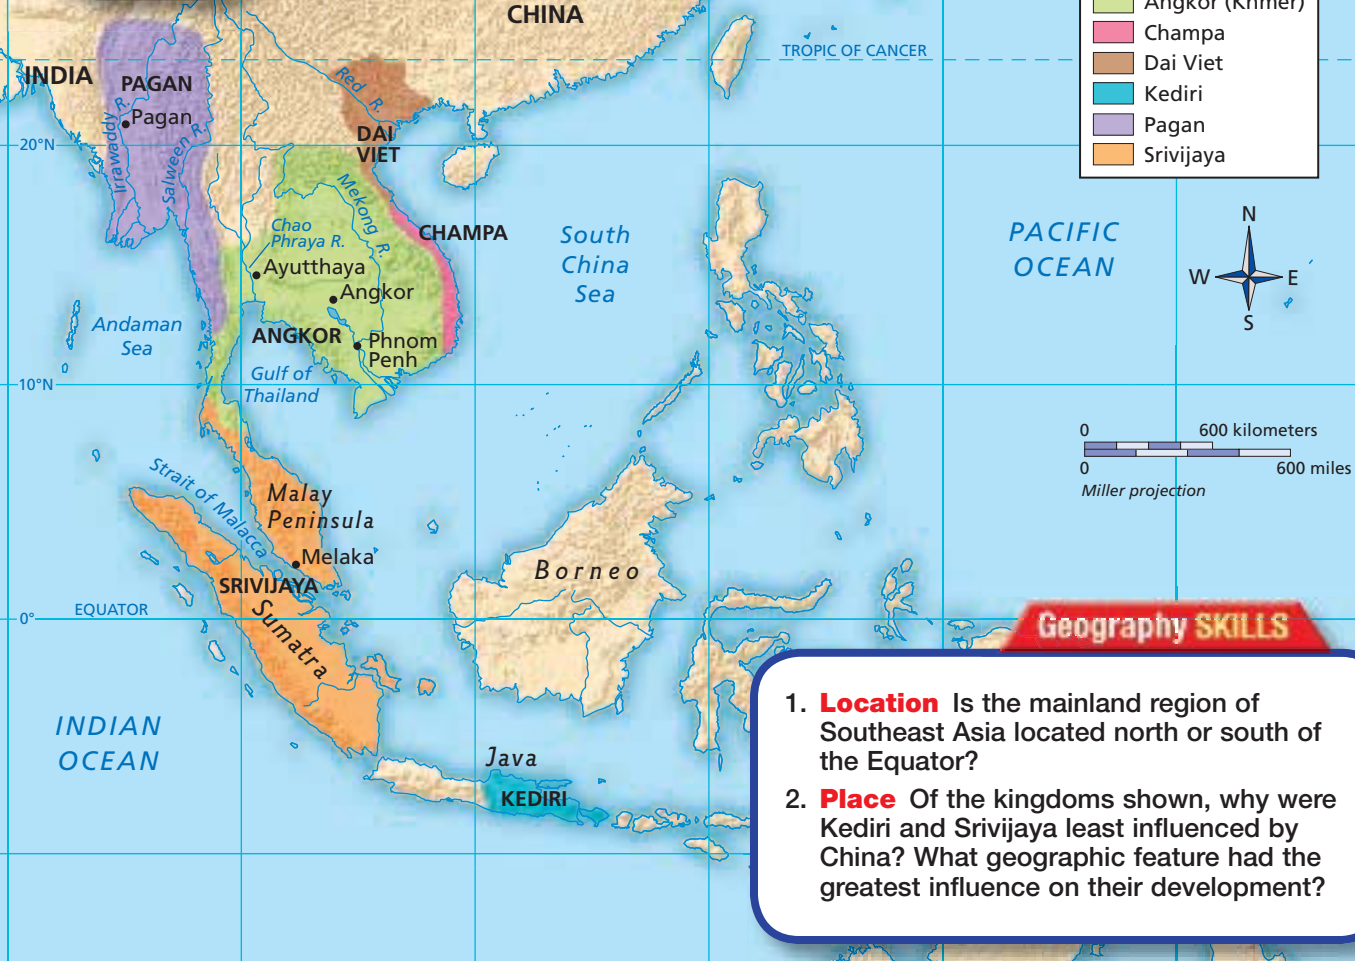 CHINA
TROPIC OF CANCER
Angkor (Khmer)
Champa
Dai Viet
Kediri
Pagan
Srivijaya
INDIA
PAGAN
Pagan
Irrawaddy R.
Salween R.
Red R.
DAI
VIET
20°N
Mekong R.
Chao
Phraya R.
CHAMPA
South
China
Sea
PACIFIC
OCEAN
N
W
E
S
Ayutthaya
Angkor
Andaman
Sea
ANGKOR
Phnom
Penh
10°N
Gulf of
Thailand
0
600 kilometers
0
600 miles
Miller projection
Strait of Malacca
Malay
Peninsula
Melaka
SRIVIJAYA
Borneo
EQUATOR
0°
Sumatra
INDIAN
OCEAN
Java
KEDIRI
Geography SKILLS
1. Location Is the mainland region of
Southeast Asia located north or south of
the Equator?
2. Place Of the kingdoms shown, why were
Kediri and Srivijaya least influenced by
China? What geographic feature had the
greatest influence on their development?